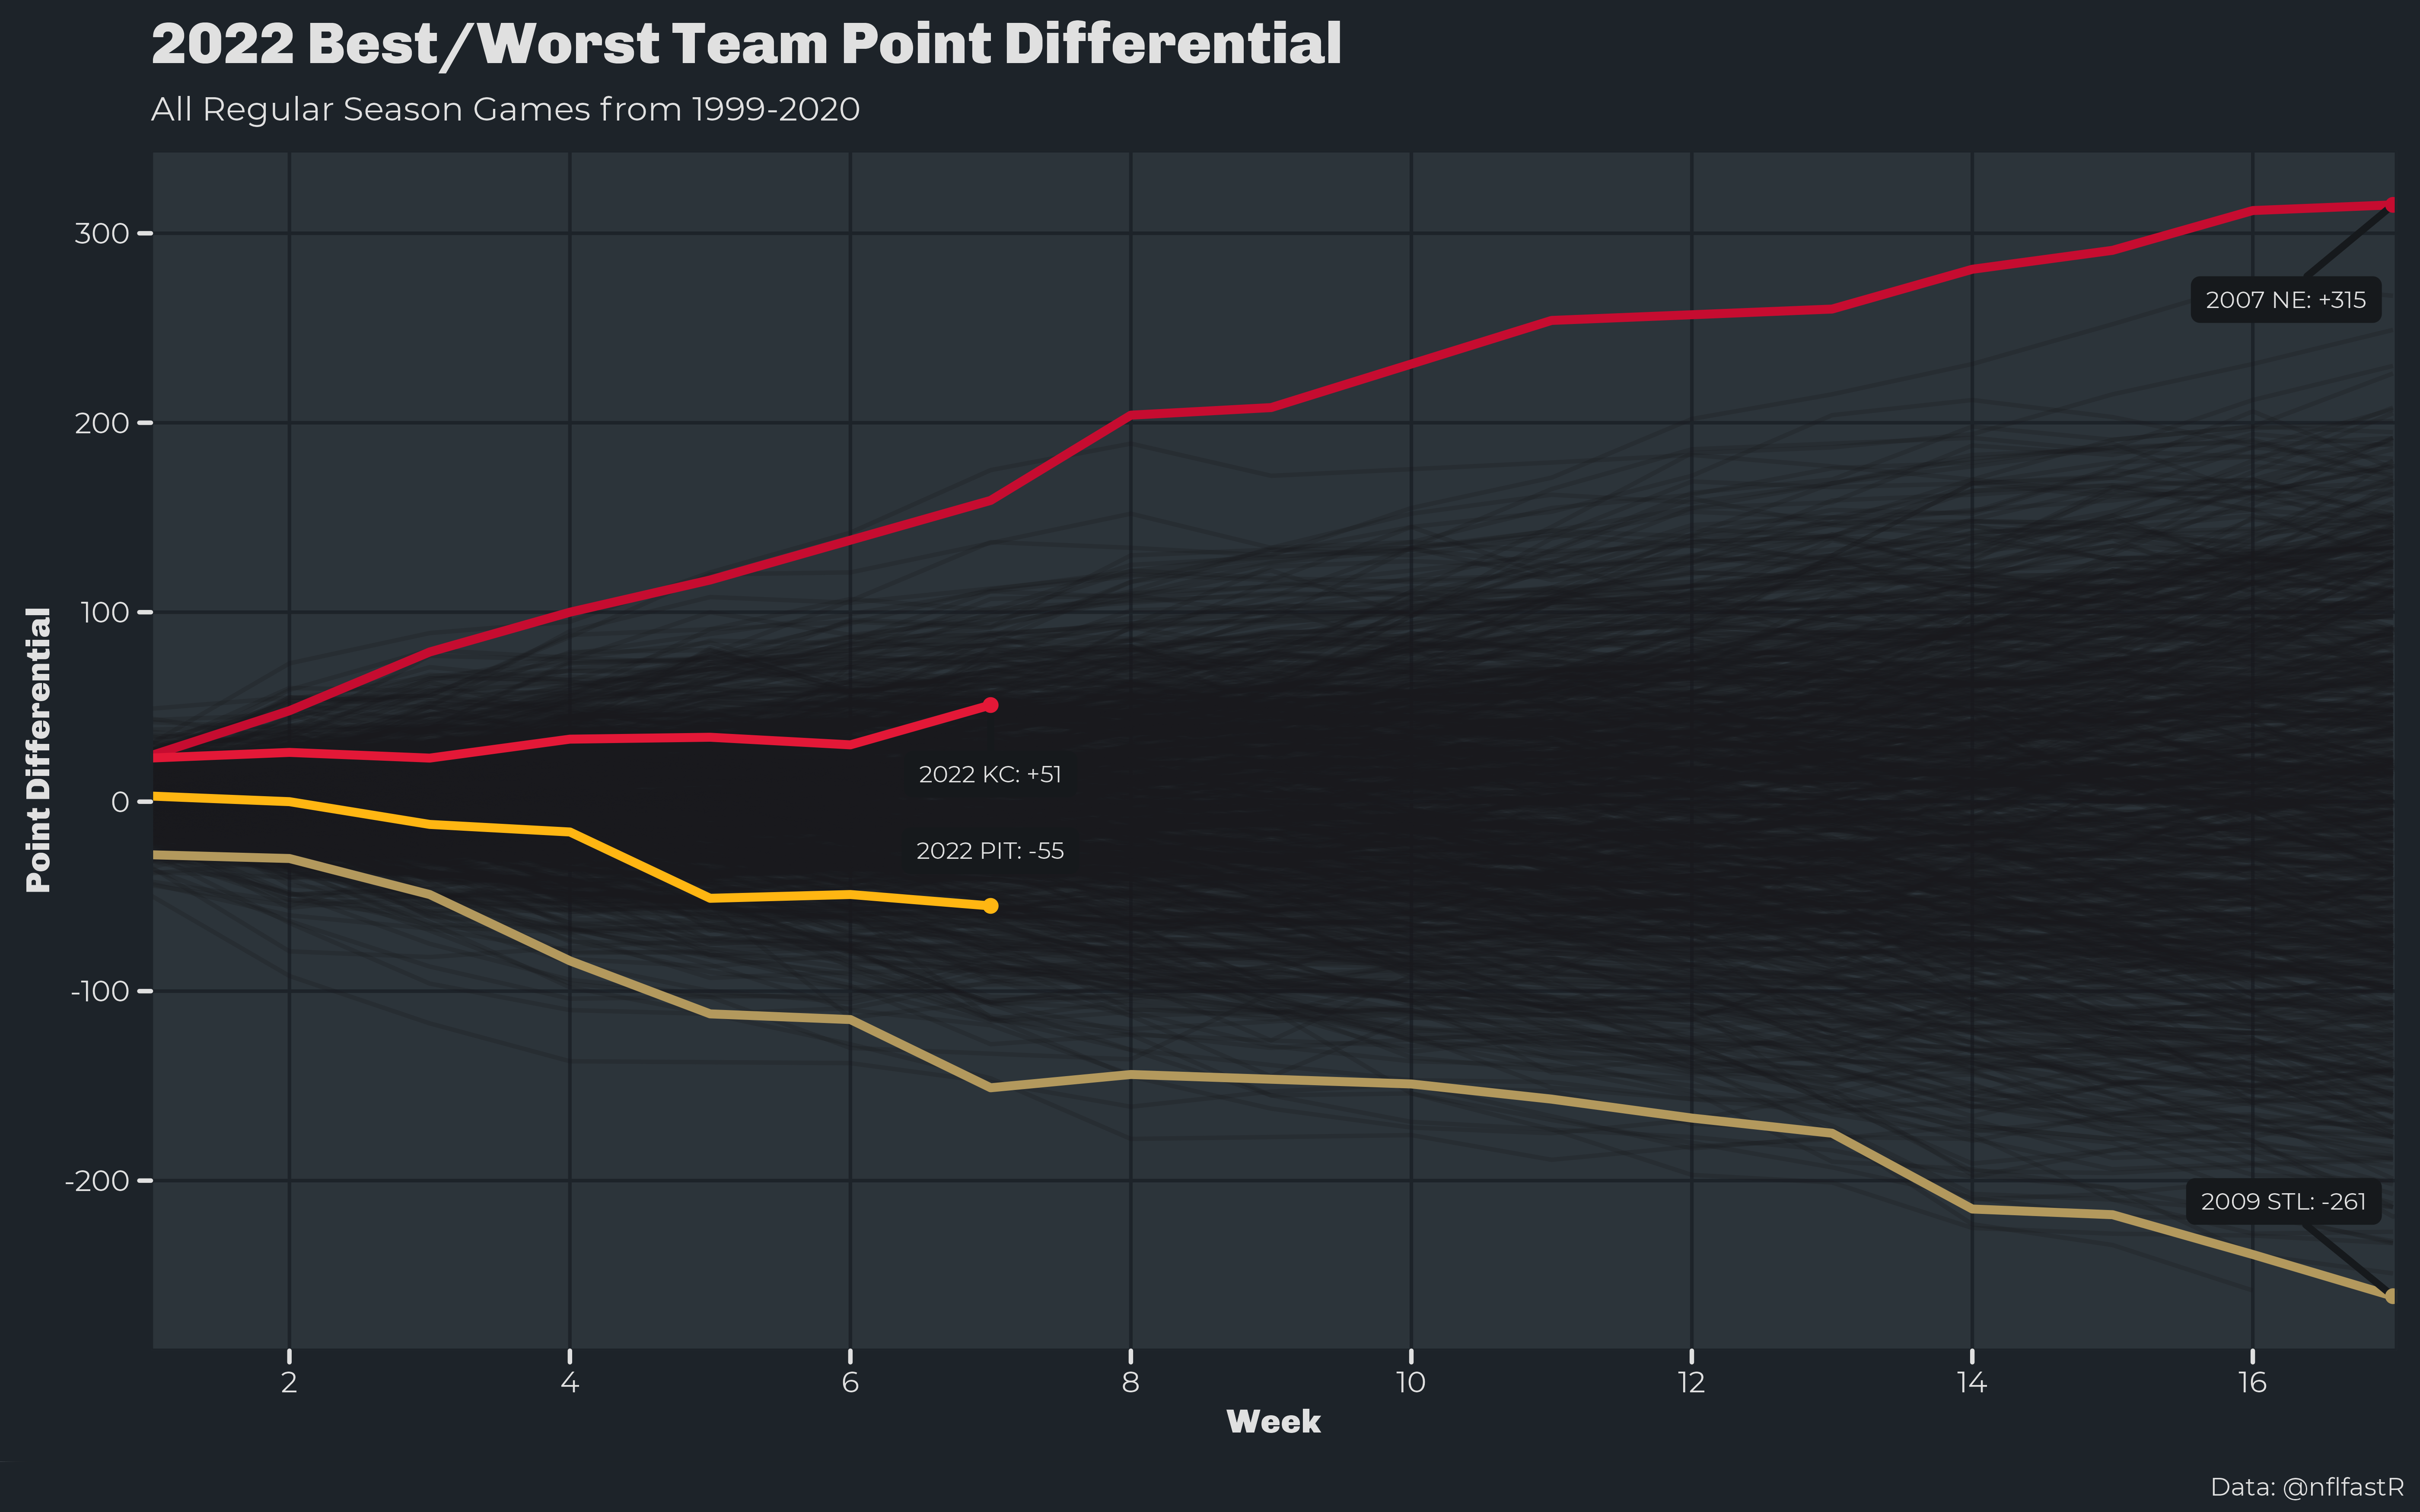 2022 Best/Worst Team Point Differential
All Regular Season Games from 1999-2020
Point Differential
300
200
100
0
-100
-200
2007 NE: +315
2022 KC: +51
2022 PIT: -55
2009 STL: -261
2 4 6 8 10 12 14 16
Week
Data: @nflfastR